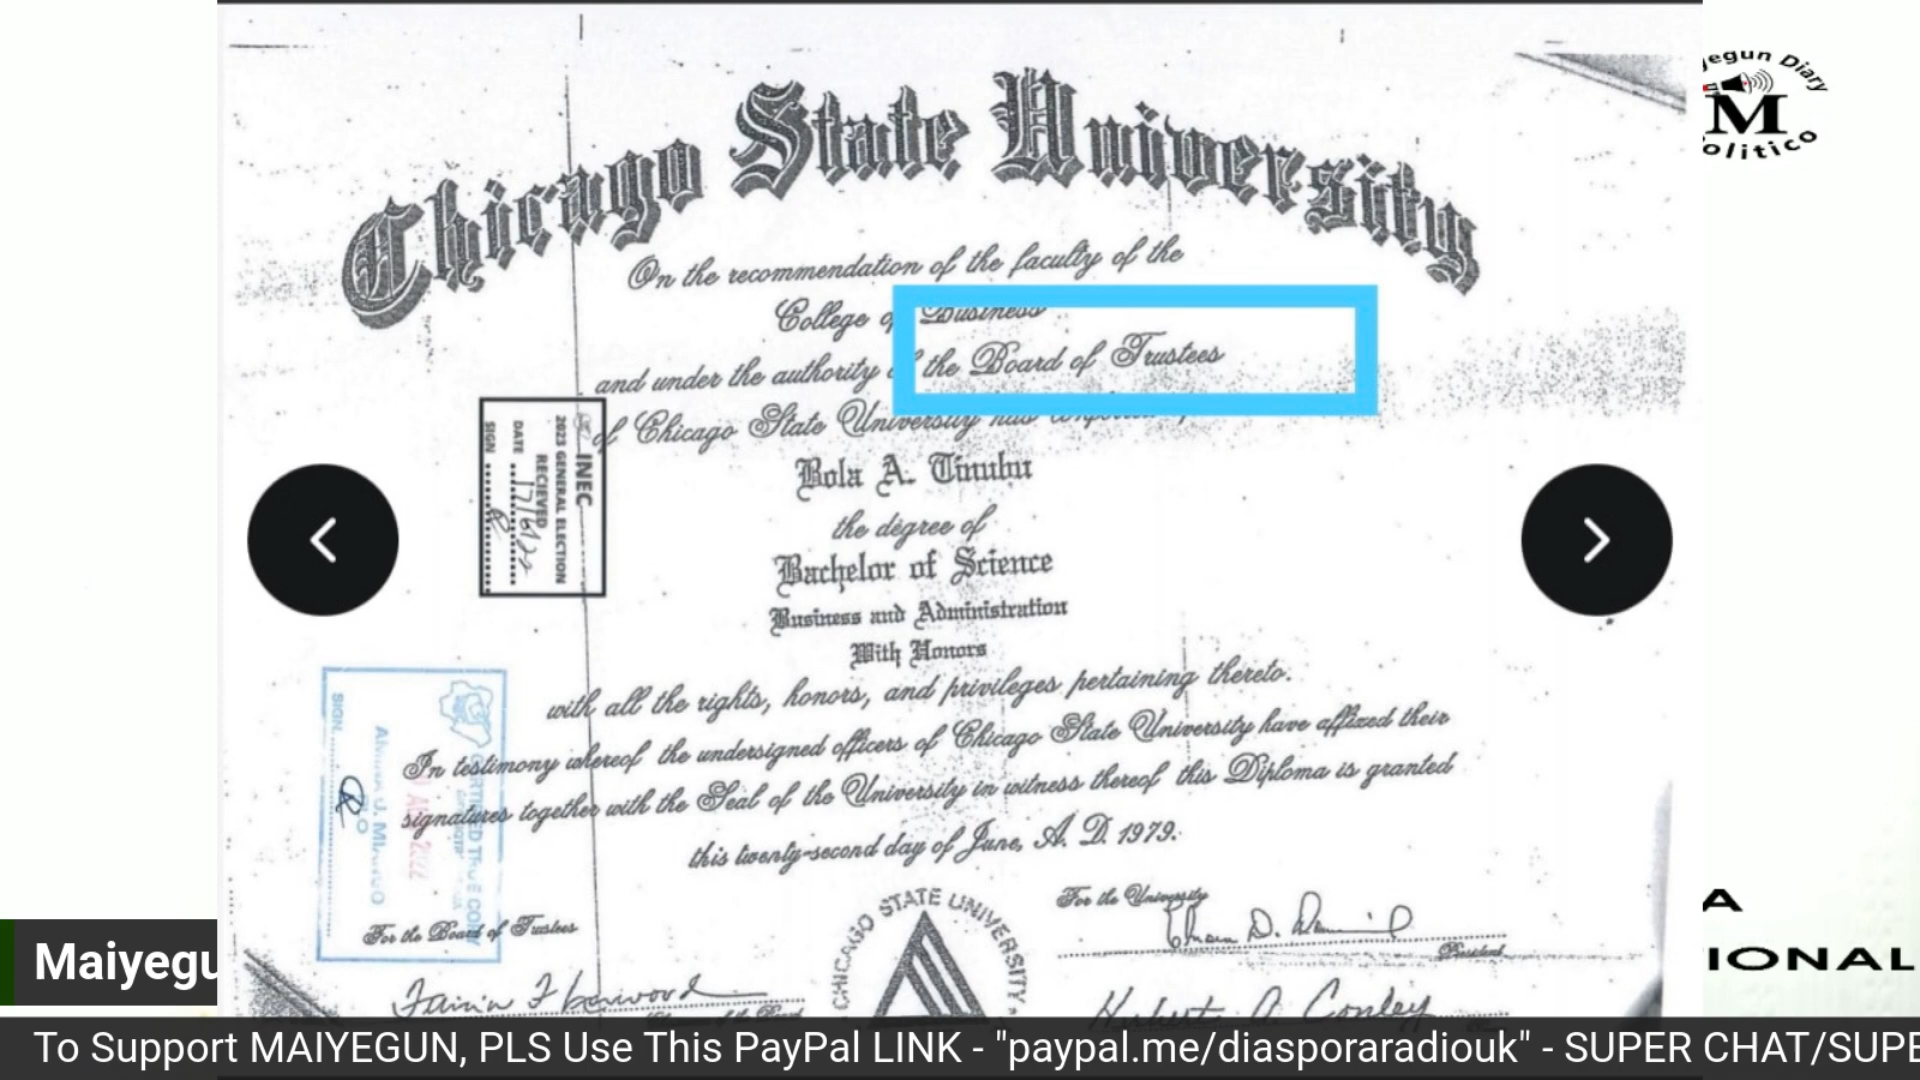 Chicago State University
On the recommendation of the faculty of the
College of Business
and under the authority of the Board of Trustees
of Chicago State University has
Bola A. Tinubu
the degree of
Bachelor of Science
Business and Administration
With Honors
with all the rights, honors, and privileges pertaining thereto.
In testimony whereof the undersigned officers of Chicago State University have affixed their
signatures together with the Seal of the University in witness thereof this Diploma is granted
this twenty-second day of June, A. D. 1979.
For the Board of Trustees
For the University
President
CHICAGO STATE UNIVERSITY
INEC
2023 GENERAL ELECTION
RECIEVED
DATE
SIGN
SIGN
CERTIFIED TRUE COPY
2022
egun Diary
M
olitico
A
IONAL
Maiyegu
To Support MAIYEGUN, PLS Use This PayPal LINK - "paypal.me/diasporaradiouk" - SUPER CHAT/SUPE